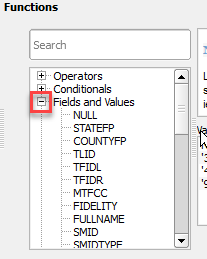 Functions
Search
Operators
Conditionals
Fields and Values
NULL
STATEFP
COUNTYFP
TLID
TFIDL
TFIDR
MTFCC
FIDELITY
FULLNAME
SMID
SMIDTYPE